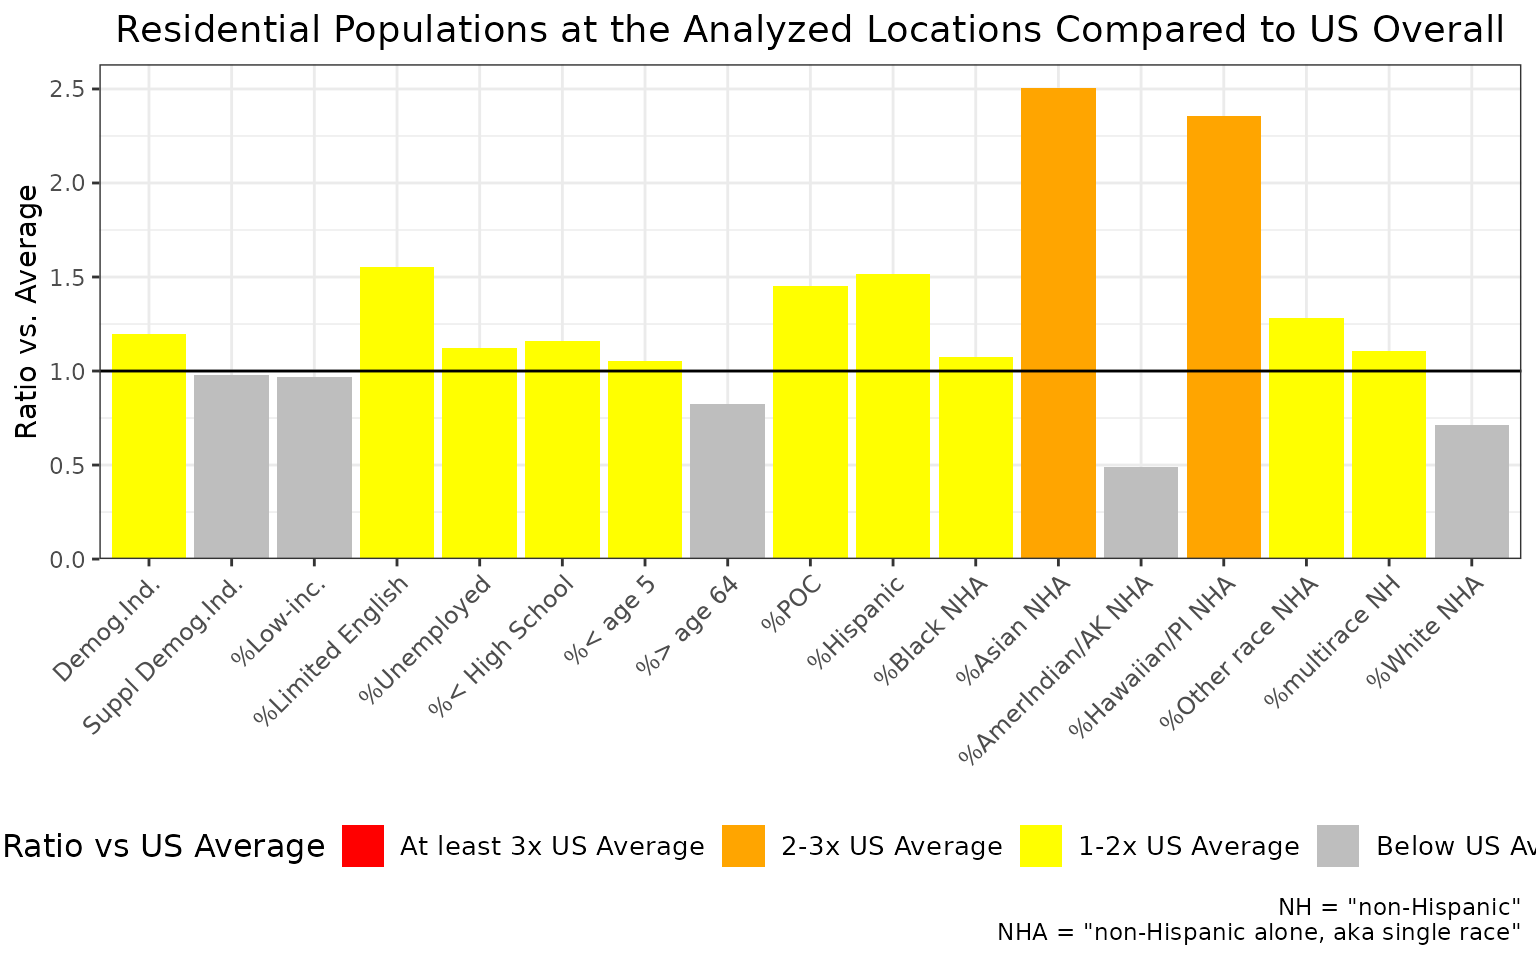 Residential Populations at the Analyzed Locations Compared to US Overall
Ratio vs. Average
2.5
2.0
1.5
1.0
0.5
0.0
Demog.Ind.
Suppl Demog.Ind.
%Low-inc.
%Limited English
%Unemployed
%< High School
%< age 5
%> age 64
%POC
%Hispanic
%Black NHA
%Asian NHA
%AmerIndian/AK NHA
%Hawaiian/PI NHA
%Other race NHA
%multirace NH
%White NHA
Ratio vs US Average At least 3x US Average 2-3x US Average 1-2x US Average Below US Av
NH = "non-Hispanic"
NHA = "non-Hispanic alone, aka single race"